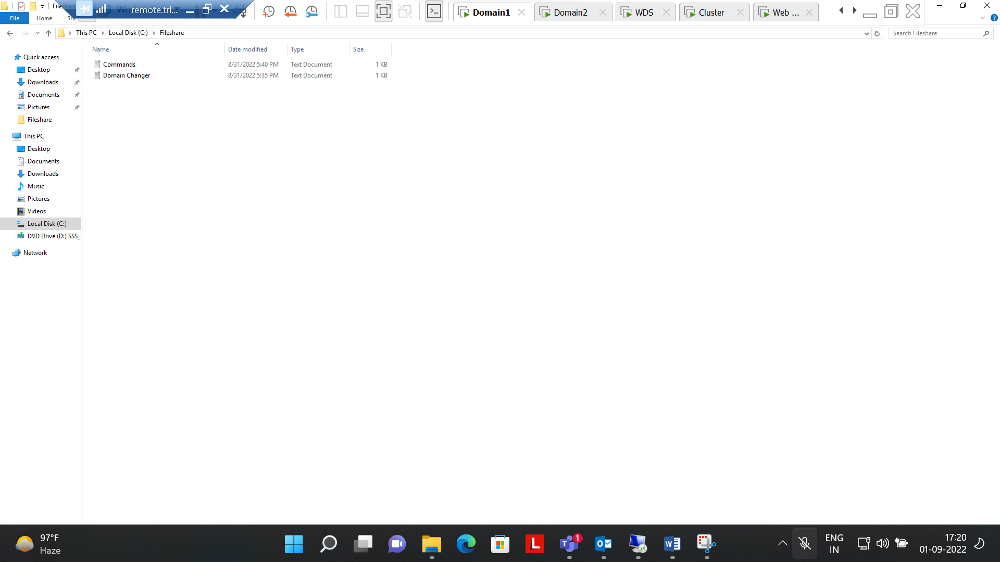 remote.trl...
Domain1
Domain2
WDS
Cluster
Web ...
File
Home
This PC
Local Disk (C:)
Fileshare
Search Fileshare
Name
Date modified
Type
Size
Commands
8/31/2022 5:40 PM
Text Document
1 KB
Domain Changer
8/31/2022 5:35 PM
Text Document
1 KB
Quick access
Desktop
Downloads
Documents
Pictures
Fileshare
This PC
Desktop
Documents
Downloads
Music
Pictures
Videos
Local Disk (C:)
DVD Drive (D:) SSS_
Network
97°F
Haze
L
1
ENG
IN
17:20
01-09-2022